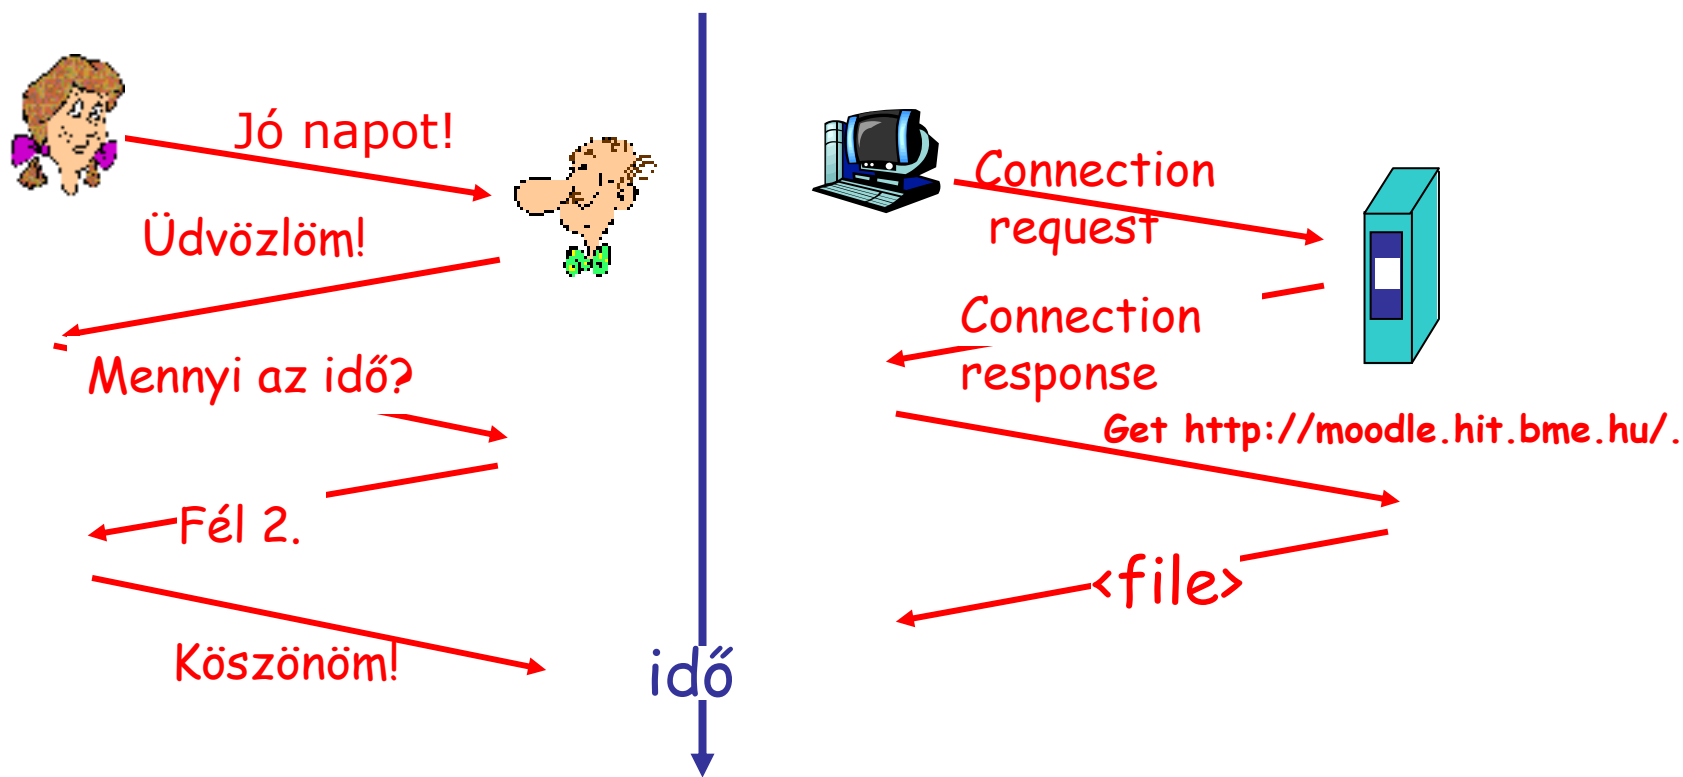 Jó napot!
Üdvözlöm!
Mennyi az idő?
Fél 2.
Köszönöm!
idő
Connection
request
Connection
response
Get http://moodle.hit.bme.hu/.
<file>